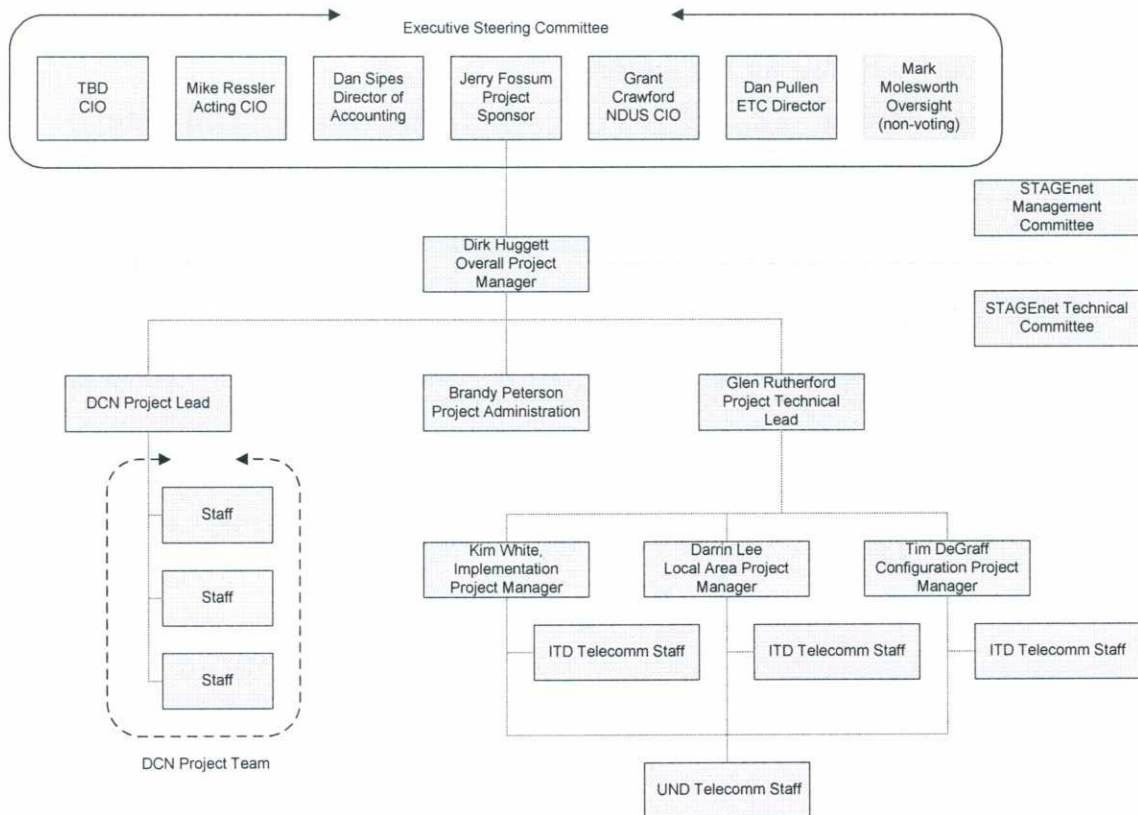 Executive Steering Committee
TBD
CIO
Mike Ressler
Acting CIO
Dan Sipes
Director of
Accounting
Jerry Fossum
Project
Sponsor
Grant
Crawford
NDUS CIO
Dan Pullen
ETC Director
Mark
Molesworth
Oversight
(non-voting)
STAGEnet
Management
Committee
Dirk Huggett
Overall Project
Manager
STAGEnet Technical
Committee
DCN Project Lead
Brandy Peterson
Project Administration
Glen Rutherford
Project Technical
Lead
Staff
Staff
Staff
DCN Project Team
Kim White,
Implementation
Project Manager
Darrin Lee
Local Area Project
Manager
Tim DeGraff
Configuration Project
Manager
ITD Telecomm Staff
ITD Telecomm Staff
ITD Telecomm Staff
UND Telecomm Staff